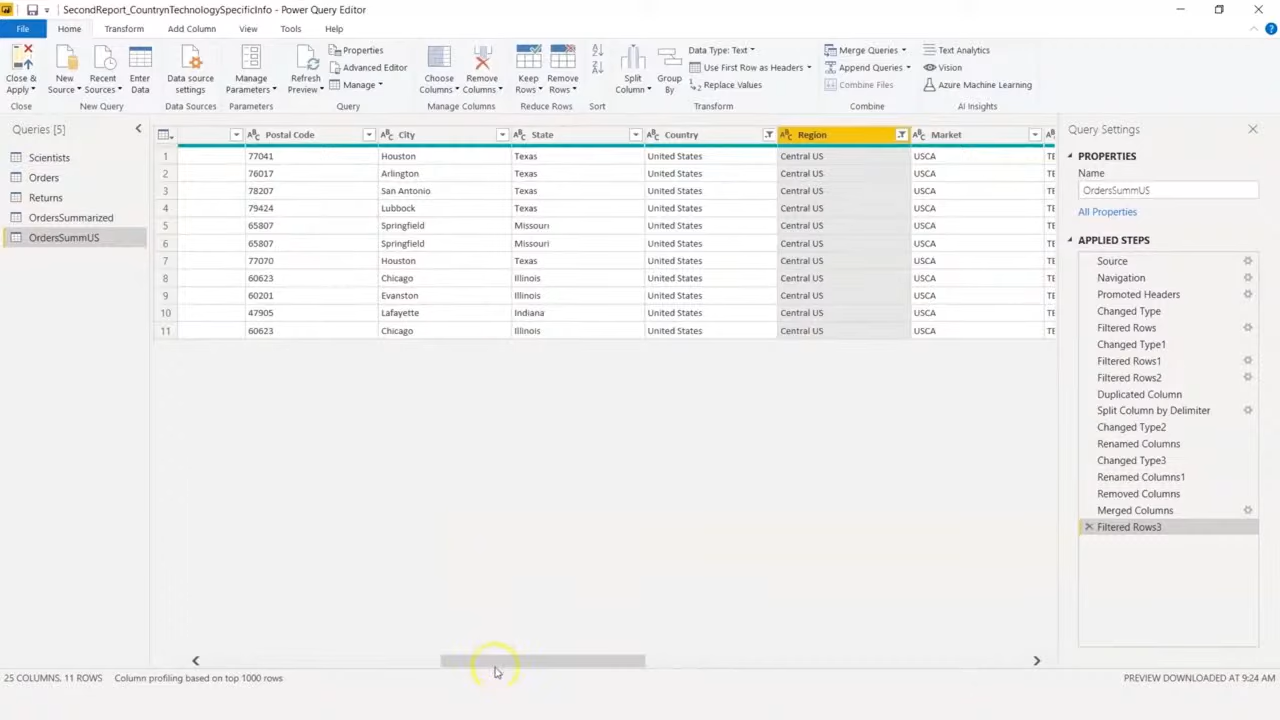 SecondReport_CountrynTechnologySpecificInfo - Power Query Editor
File Home Transform Add Column View Tools Help
Close & Apply
New Source
Recent Sources
Enter Data
Data source settings
Manage Parameters
Refresh Preview
Properties
Advanced Editor
Manage
Choose Columns
Remove Columns
Keep Rows
Remove Rows
Split Column
Group By
Data Type: Text
Use First Row as Headers
Replace Values
Merge Queries
Append Queries
Combine Files
Text Analytics
Vision
Azure Machine Learning
Close New Query Data Sources Parameters Query Manage Columns Reduce Rows Sort Transform Combine AI Insights
Queries [5]
Scientists
Orders
Returns
OrdersSummarized
OrdersSummUS
Postal Code City State Country Region Market
1 77041 Houston Texas United States Central US USCA TE
2 76017 Arlington Texas United States Central US USCA TE
3 78207 San Antonio Texas United States Central US USCA TE
4 79424 Lubbock Texas United States Central US USCA TE
5 65807 Springfield Missouri United States Central US USCA TE
6 65807 Springfield Missouri United States Central US USCA TE
7 77070 Houston Texas United States Central US USCA TE
8 60623 Chicago Illinois United States Central US USCA TE
9 60201 Evanston Illinois United States Central US USCA TE
10 47905 Lafayette Indiana United States Central US USCA TE
11 60623 Chicago Illinois United States Central US USCA TE
Query Settings
PROPERTIES
Name
OrdersSummUS
All Properties
APPLIED STEPS
Source
Navigation
Promoted Headers
Changed Type
Filtered Rows
Changed Type1
Filtered Rows1
Filtered Rows2
Duplicated Column
Split Column by Delimiter
Changed Type2
Renamed Columns
Changed Type3
Renamed Columns1
Removed Columns
Merged Columns
Filtered Rows3
25 COLUMNS, 11 ROWS Column profiling based on top 1000 rows PREVIEW DOWNLOADED AT 9:24 AM